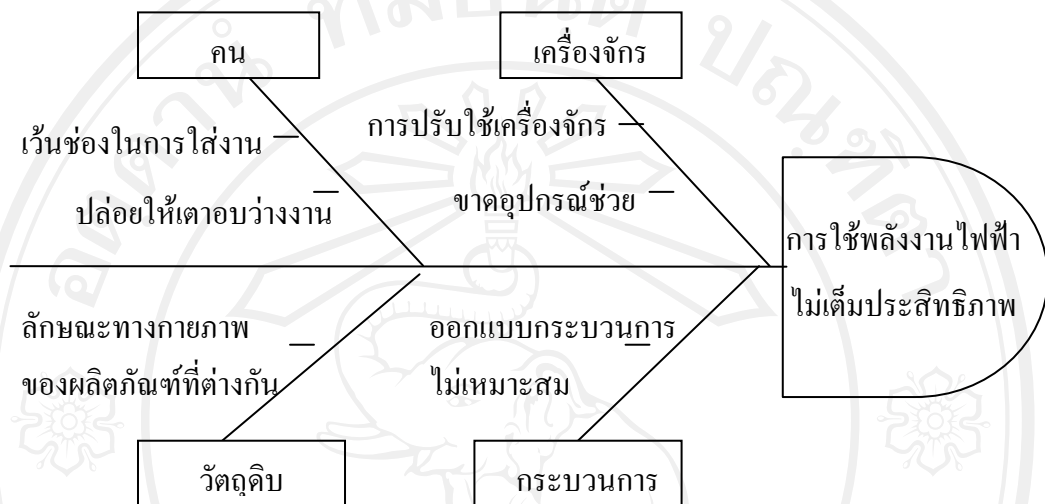 คน
เครื่องจักร
เว้นช่องในการใส่งาน
การปรับใช้เครื่องจักร
ปล่อยให้เตาอบว่างงาน
ขาดอุปกรณ์ช่วย
การใช้พลังงานไฟฟ้า
ไม่เต็มประสิทธิภาพ
ลักษณะทางกายภาพ
ของผลิตภัณฑ์ที่ต่างกัน
ออกแบบกระบวนการ
ไม่เหมาะสม
วัตถุดิบ
กระบวนการ